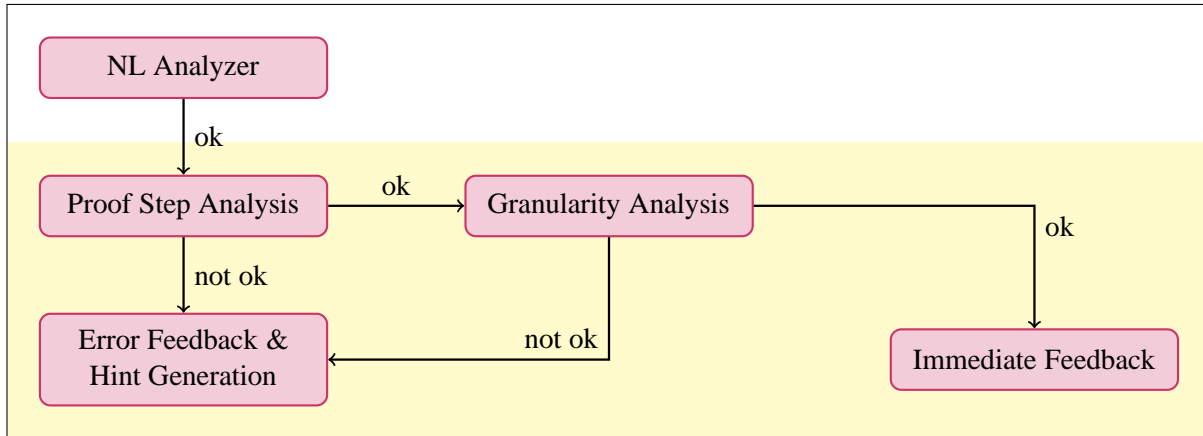 NL Analyzer
ok
Proof Step Analysis
ok
Granularity Analysis
ok
not ok
Error Feedback &
Hint Generation
not ok
Immediate Feedback